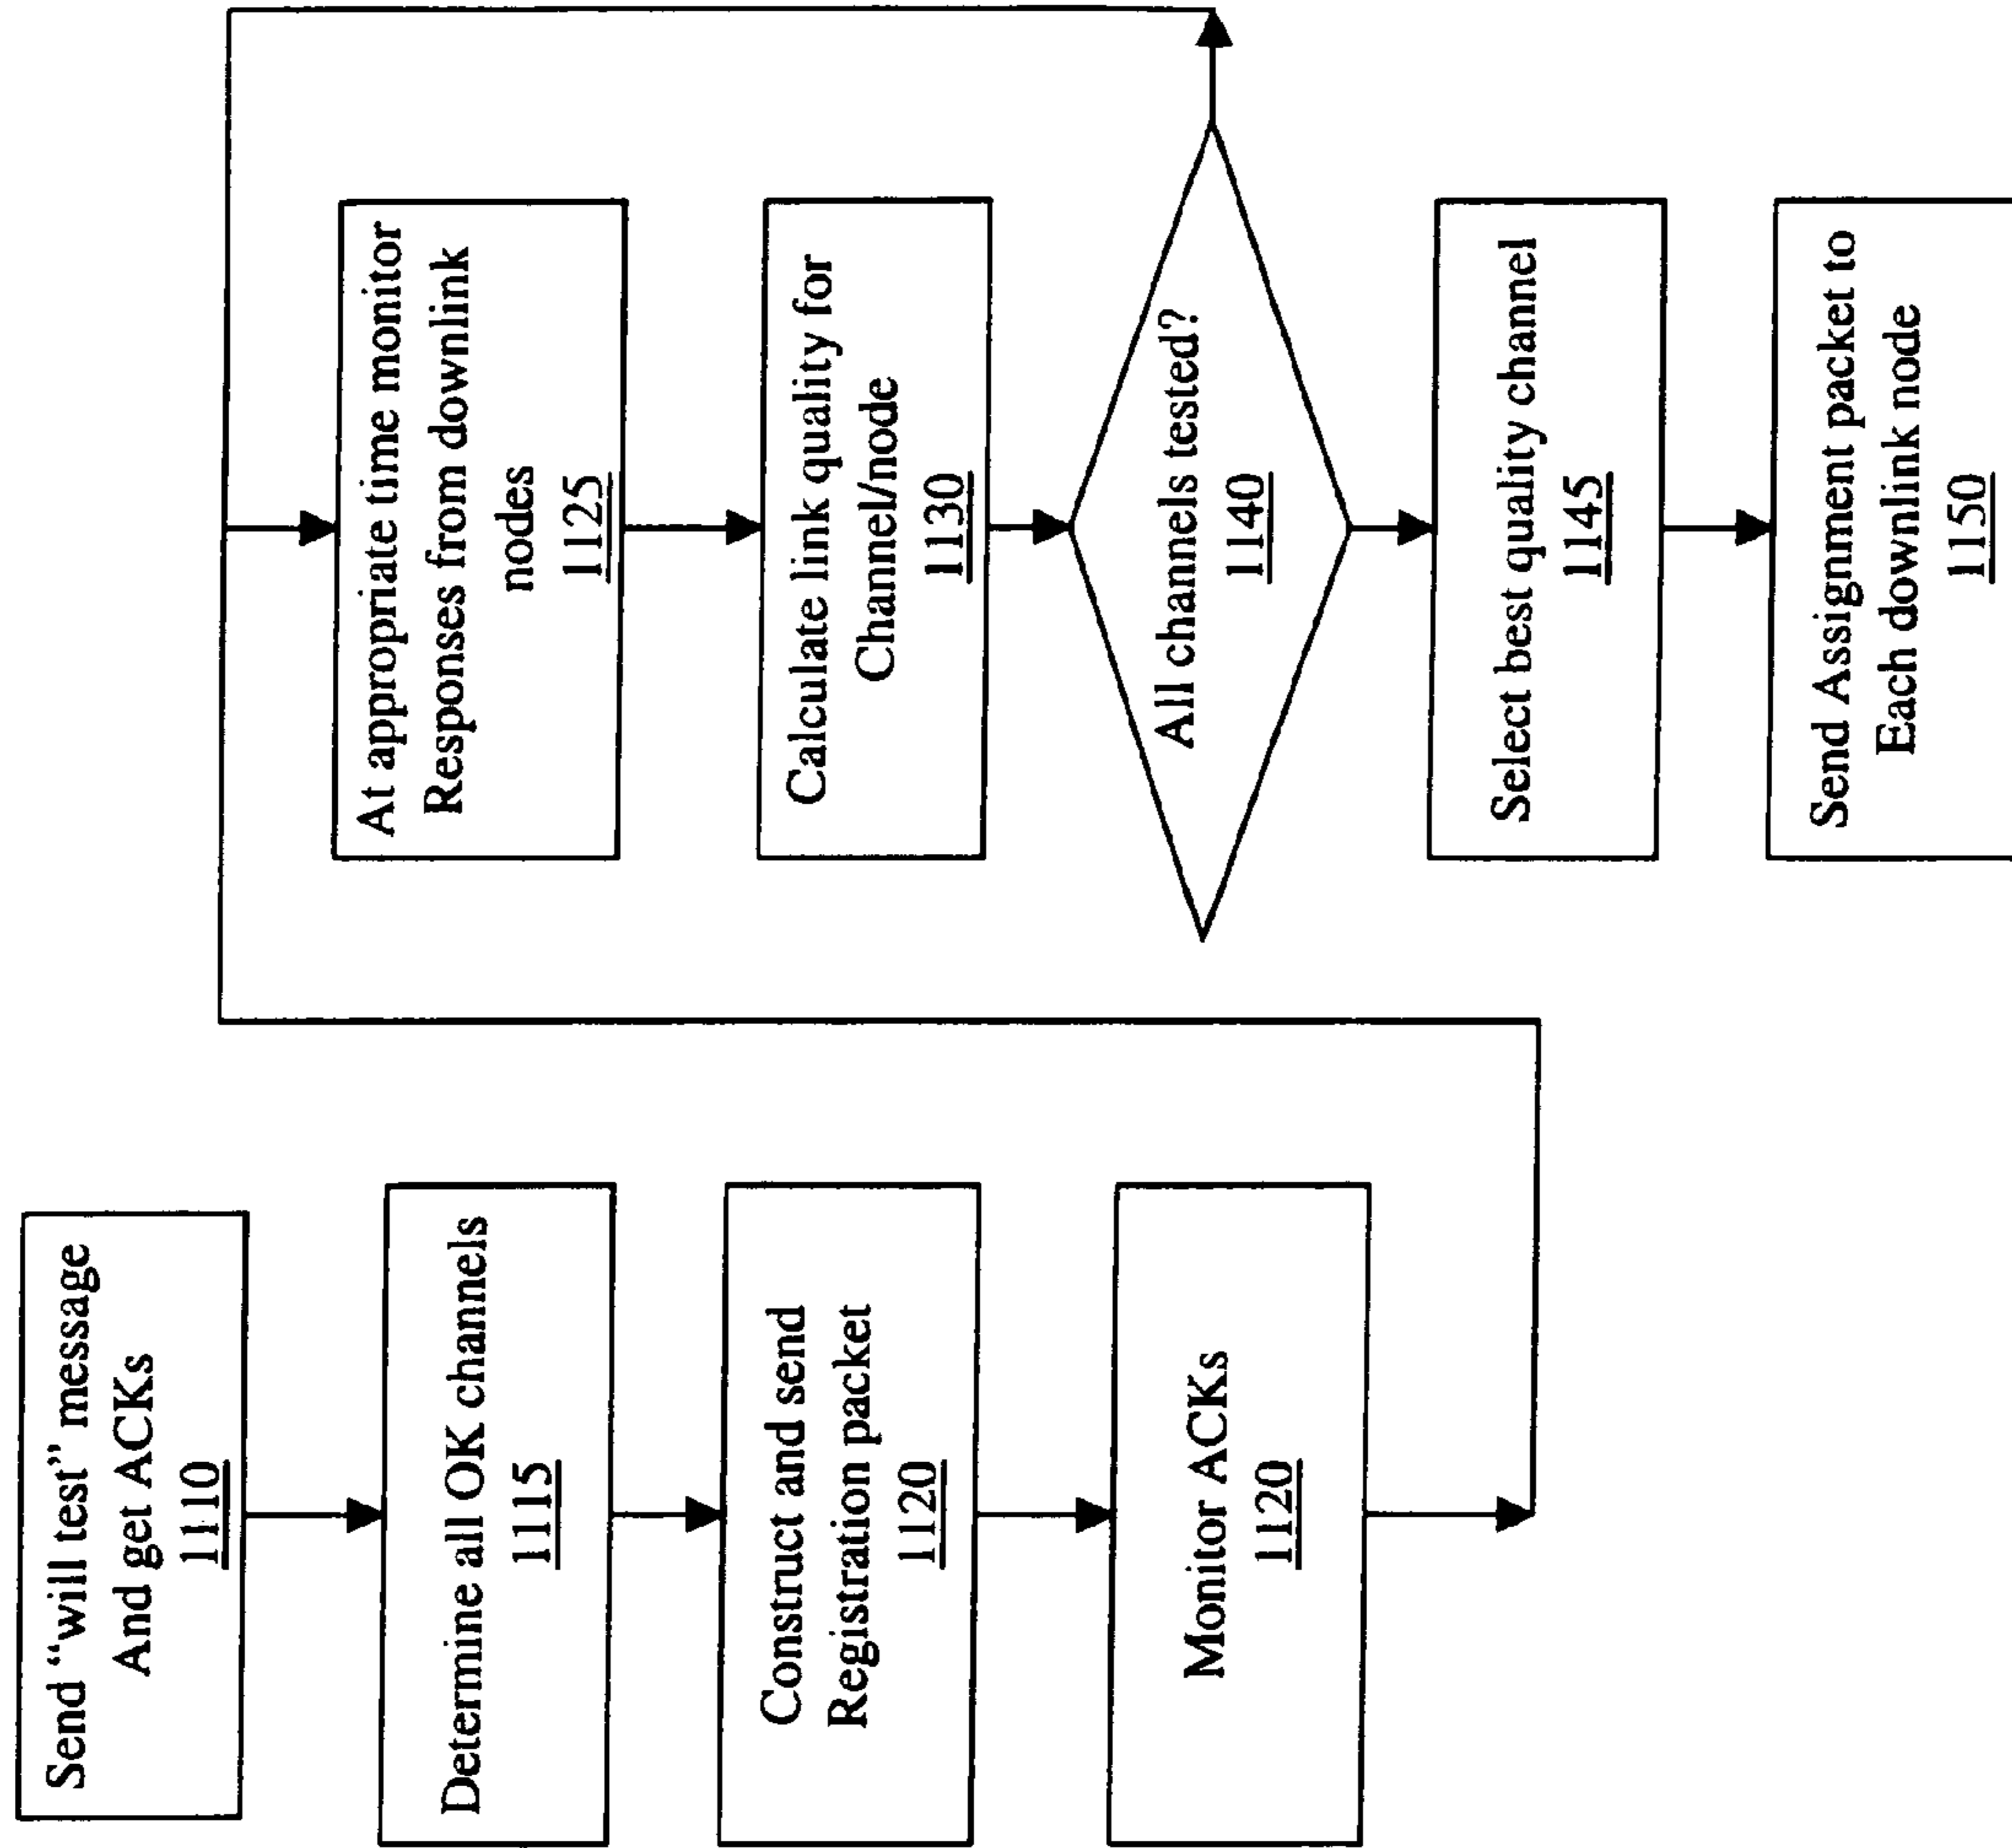 Send “will test” message
And get ACKs
1110
Determine all OK channels
1115
Construct and send
Registration packet
1120
Monitor ACKs
1120
At appropriate time monitor
Responses from downlink
nodes
1125
Calculate link quality for
Channel/node
1130
All channels tested?
1140
Select best quality channel
1145
Send Assignment packet to
Each downlink node
1150